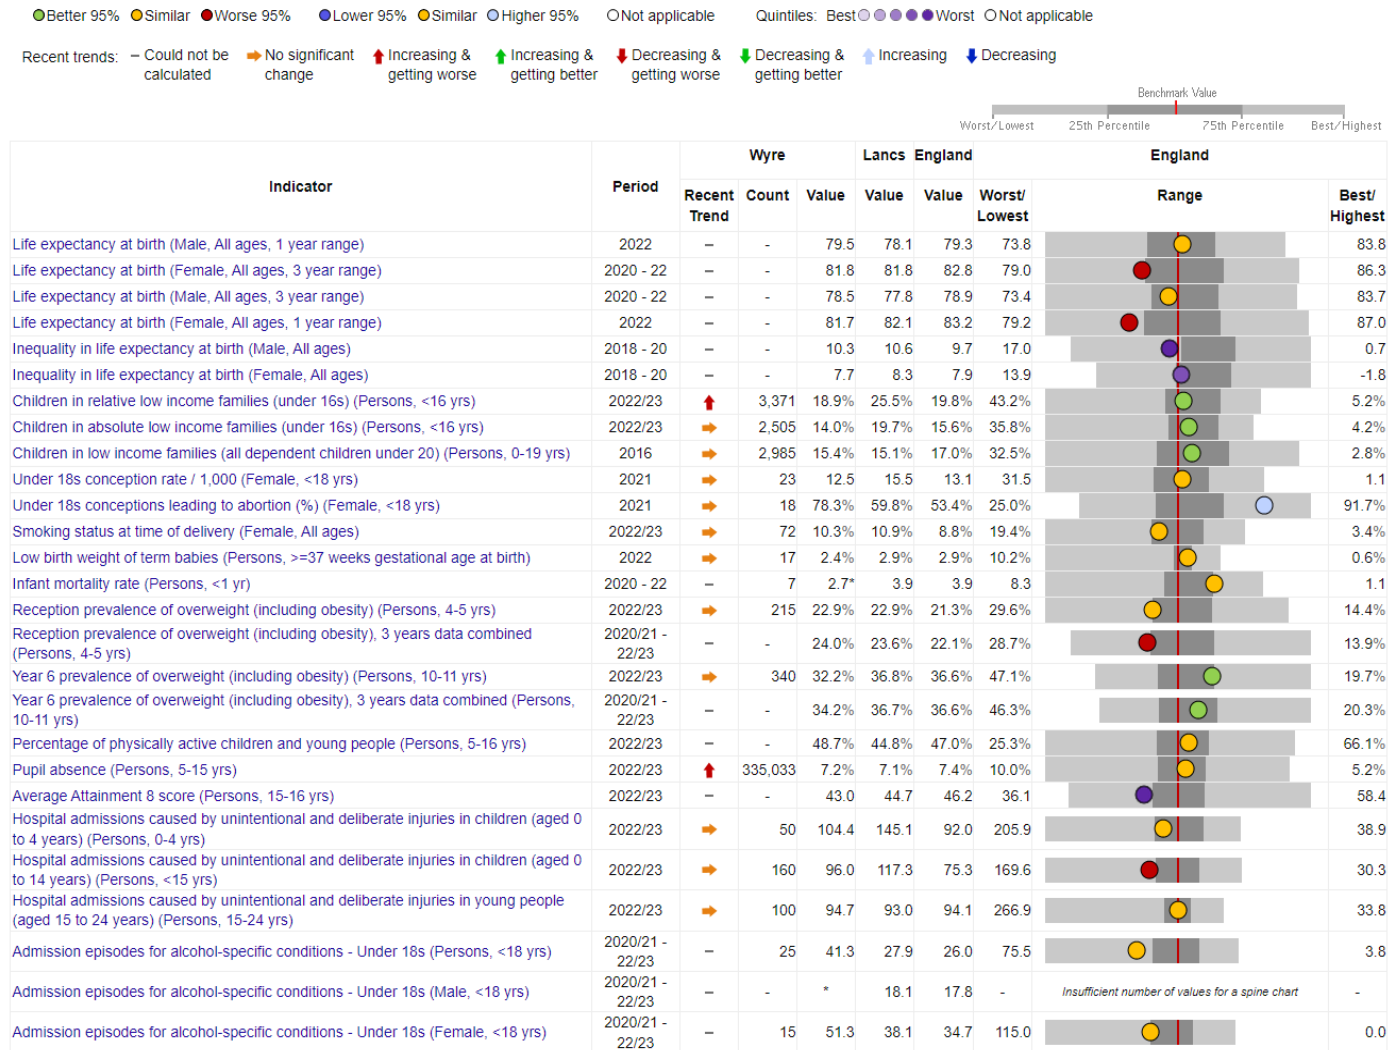 Better 95% Similar Worse 95% Lower 95% Similar Higher 95% Not applicable Quintiles: Best Worst Not applicable
Recent trends: – Could not be calculated No significant change Increasing & getting worse Increasing & getting better Decreasing & getting worse Decreasing & getting better Increasing Decreasing
Benchmark Value
Worst/Lowest 25th Percentile 75th Percentile Best/Highest
Wyre Lancs England England
Indicator Period Recent Trend Count Value Value Value Worst/ Lowest Range Best/ Highest
Life expectancy at birth (Male, All ages, 1 year range) 2022 – - 79.5 78.1 79.3 73.8 83.8
Life expectancy at birth (Female, All ages, 3 year range) 2020 - 22 – - 81.8 81.8 82.8 79.0 86.3
Life expectancy at birth (Male, All ages, 3 year range) 2020 - 22 – - 78.5 77.8 78.9 73.4 83.7
Life expectancy at birth (Female, All ages, 1 year range) 2022 – - 81.7 82.1 83.2 79.2 87.0
Inequality in life expectancy at birth (Male, All ages) 2018 - 20 – - 10.3 10.6 9.7 17.0 0.7
Inequality in life expectancy at birth (Female, All ages) 2018 - 20 – - 7.7 8.3 7.9 13.9 -1.8
Children in relative low income families (under 16s) (Persons, <16 yrs) 2022/23 3,371 18.9% 25.5% 19.8% 43.2% 5.2%
Children in absolute low income families (under 16s) (Persons, <16 yrs) 2022/23 2,505 14.0% 19.7% 15.6% 35.8% 4.2%
Children in low income families (all dependent children under 20) (Persons, 0-19 yrs) 2016 2,985 15.4% 15.1% 17.0% 32.5% 2.8%
Under 18s conception rate / 1,000 (Female, <18 yrs) 2021 23 12.5 15.5 13.1 31.5 1.1
Under 18s conceptions leading to abortion (%) (Female, <18 yrs) 2021 18 78.3% 59.8% 53.4% 25.0% 91.7%
Smoking status at time of delivery (Female, All ages) 2022/23 72 10.3% 10.9% 8.8% 19.4% 3.4%
Low birth weight of term babies (Persons, >=37 weeks gestational age at birth) 2022 17 2.4% 2.9% 2.9% 10.2% 0.6%
Infant mortality rate (Persons, <1 yr) 2020 - 22 – 7 2.7* 3.9 3.9 8.3 1.1
Reception prevalence of overweight (including obesity) (Persons, 4-5 yrs) 2022/23 215 22.9% 22.9% 21.3% 29.6% 14.4%
Reception prevalence of overweight (including obesity), 3 years data combined (Persons, 4-5 yrs) 2020/21 - 22/23 – - 24.0% 23.6% 22.1% 28.7% 13.9%
Year 6 prevalence of overweight (including obesity) (Persons, 10-11 yrs) 2022/23 340 32.2% 36.8% 36.6% 47.1% 19.7%
Year 6 prevalence of overweight (including obesity), 3 years data combined (Persons, 10-11 yrs) 2020/21 - 22/23 – - 34.2% 36.7% 36.6% 46.3% 20.3%
Percentage of physically active children and young people (Persons, 5-16 yrs) 2022/23 – - 48.7% 44.8% 47.0% 25.3% 66.1%
Pupil absence (Persons, 5-15 yrs) 2022/23 335,033 7.2% 7.1% 7.4% 10.0% 5.2%
Average Attainment 8 score (Persons, 15-16 yrs) 2022/23 – - 43.0 44.7 46.2 36.1 58.4
Hospital admissions caused by unintentional and deliberate injuries in children (aged 0 to 4 years) (Persons, 0-4 yrs) 2022/23 50 104.4 145.1 92.0 205.9 38.9
Hospital admissions caused by unintentional and deliberate injuries in children (aged 0 to 14 years) (Persons, <15 yrs) 2022/23 160 96.0 117.3 75.3 169.6 30.3
Hospital admissions caused by unintentional and deliberate injuries in young people (aged 15 to 24 years) (Persons, 15-24 yrs) 2022/23 100 94.7 93.0 94.1 266.9 33.8
Admission episodes for alcohol-specific conditions - Under 18s (Persons, <18 yrs) 2020/21 - 22/23 – 25 41.3 27.9 26.0 75.5 3.8
Admission episodes for alcohol-specific conditions - Under 18s (Male, <18 yrs) 2020/21 - 22/23 – - * 18.1 17.8 - Insufficient number of values for a spine chart -
Admission episodes for alcohol-specific conditions - Under 18s (Female, <18 yrs) 2020/21 - 22/23 – 15 51.3 38.1 34.7 115.0 0.0